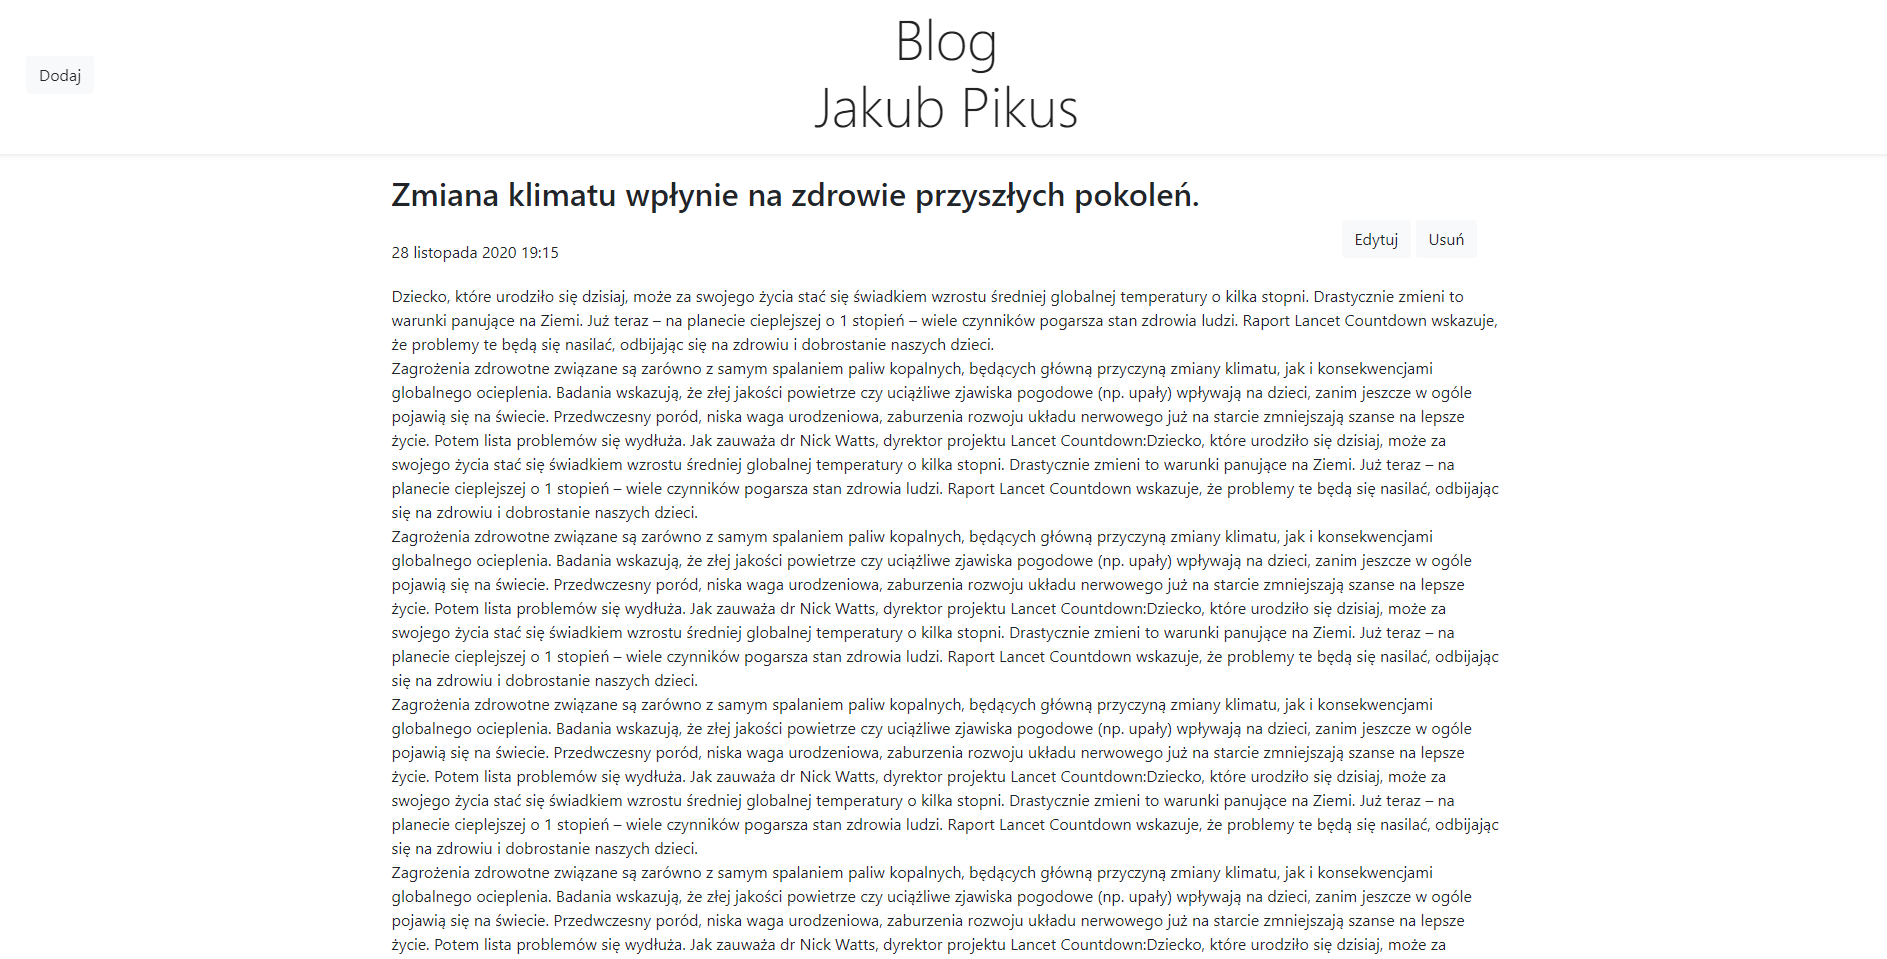 Blog
Jakub Pikus
Dodaj
Zmiana klimatu wpłynie na zdrowie przyszłych pokoleń.
Edytuj Usuń
28 listopada 2020 19:15
Dziecko, które urodziło się dzisiaj, może za swojego życia stać się świadkiem wzrostu średniej globalnej temperatury o kilka stopni. Drastycznie zmieni to
warunki panujące na Ziemi. Już teraz – na planecie cieplejszej o 1 stopień – wiele czynników pogarsza stan zdrowia ludzi. Raport Lancet Countdown wskazuje,
że problemy te będą się nasilać, odbijając się na zdrowiu i dobrostanie naszych dzieci.
Zagrożenia zdrowotne związane są zarówno z samym spalaniem paliw kopalnych, będących główną przyczyną zmiany klimatu, jak i konsekwencjami
globalnego ocieplenia. Badania wskazują, że złej jakości powietrze czy uciążliwe zjawiska pogodowe (np. upały) wpływają na dzieci, zanim jeszcze w ogóle
pojawią się na świecie. Przedwczesny poród, niska waga urodzeniowa, zaburzenia rozwoju układu nerwowego już na starcie zmniejszają szanse na lepsze
życie. Potem lista problemów się wydłuża. Jak zauważa dr Nick Watts, dyrektor projektu Lancet Countdown:Dziecko, które urodziło się dzisiaj, może za
swojego życia stać się świadkiem wzrostu średniej globalnej temperatury o kilka stopni. Drastycznie zmieni to warunki panujące na Ziemi. Już teraz – na
planecie cieplejszej o 1 stopień – wiele czynników pogarsza stan zdrowia ludzi. Raport Lancet Countdown wskazuje, że problemy te będą się nasilać, odbijając
się na zdrowiu i dobrostanie naszych dzieci.
Zagrożenia zdrowotne związane są zarówno z samym spalaniem paliw kopalnych, będących główną przyczyną zmiany klimatu, jak i konsekwencjami
globalnego ocieplenia. Badania wskazują, że złej jakości powietrze czy uciążliwe zjawiska pogodowe (np. upały) wpływają na dzieci, zanim jeszcze w ogóle
pojawią się na świecie. Przedwczesny poród, niska waga urodzeniowa, zaburzenia rozwoju układu nerwowego już na starcie zmniejszają szanse na lepsze
życie. Potem lista problemów się wydłuża. Jak zauważa dr Nick Watts, dyrektor projektu Lancet Countdown:Dziecko, które urodziło się dzisiaj, może za
swojego życia stać się świadkiem wzrostu średniej globalnej temperatury o kilka stopni. Drastycznie zmieni to warunki panujące na Ziemi. Już teraz – na
planecie cieplejszej o 1 stopień – wiele czynników pogarsza stan zdrowia ludzi. Raport Lancet Countdown wskazuje, że problemy te będą się nasilać, odbijając
się na zdrowiu i dobrostanie naszych dzieci.
Zagrożenia zdrowotne związane są zarówno z samym spalaniem paliw kopalnych, będących główną przyczyną zmiany klimatu, jak i konsekwencjami
globalnego ocieplenia. Badania wskazują, że złej jakości powietrze czy uciążliwe zjawiska pogodowe (np. upały) wpływają na dzieci, zanim jeszcze w ogóle
pojawią się na świecie. Przedwczesny poród, niska waga urodzeniowa, zaburzenia rozwoju układu nerwowego już na starcie zmniejszają szanse na lepsze
życie. Potem lista problemów się wydłuża. Jak zauważa dr Nick Watts, dyrektor projektu Lancet Countdown:Dziecko, które urodziło się dzisiaj, może za
swojego życia stać się świadkiem wzrostu średniej globalnej temperatury o kilka stopni. Drastycznie zmieni to warunki panujące na Ziemi. Już teraz – na
planecie cieplejszej o 1 stopień – wiele czynników pogarsza stan zdrowia ludzi. Raport Lancet Countdown wskazuje, że problemy te będą się nasilać, odbijając
się na zdrowiu i dobrostanie naszych dzieci.
Zagrożenia zdrowotne związane są zarówno z samym spalaniem paliw kopalnych, będących główną przyczyną zmiany klimatu, jak i konsekwencjami
globalnego ocieplenia. Badania wskazują, że złej jakości powietrze czy uciążliwe zjawiska pogodowe (np. upały) wpływają na dzieci, zanim jeszcze w ogóle
pojawią się na świecie. Przedwczesny poród, niska waga urodzeniowa, zaburzenia rozwoju układu nerwowego już na starcie zmniejszają szanse na lepsze
życie. Potem lista problemów się wydłuża. Jak zauważa dr Nick Watts, dyrektor projektu Lancet Countdown:Dziecko, które urodziło się dzisiaj, może za